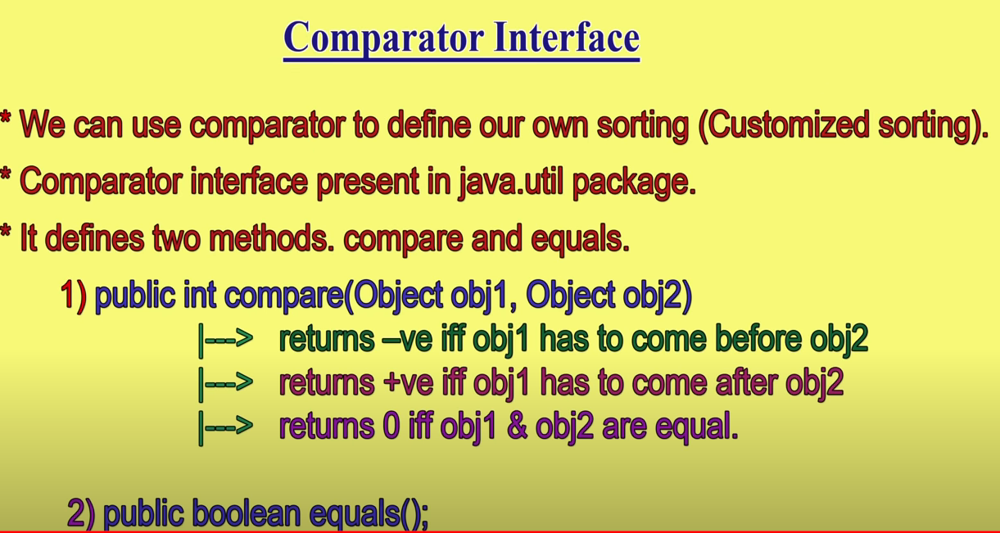 Comparator Interface
* We can use comparator to define our own sorting (Customized sorting).
* Comparator interface present in java.util package.
* It defines two methods. compare and equals.
1) public int compare(Object obj1, Object obj2)
|---> returns –ve iff obj1 has to come before obj2
|---> returns +ve iff obj1 has to come after obj2
|---> returns 0 iff obj1 & obj2 are equal.
2) public boolean equals();